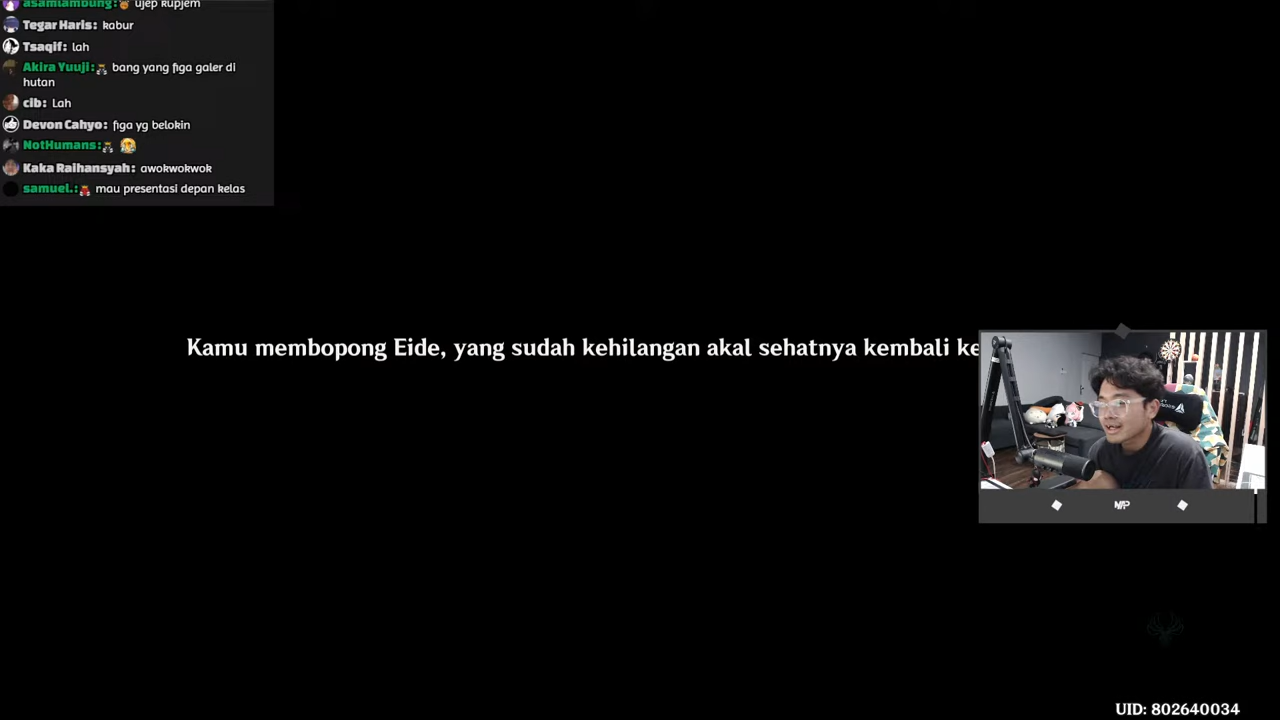 asamlambung: ujep kupjem
Tegar Haris: kabur
Tsaqif: lah
Akira Yuuji: bang yang figa galer di
hutan
cib: Lah
Devon Cahyo: figa yg belokin
NotHumans:
Kaka Raihansyah: awokwokwok
samuel.: mau presentasi depan kelas
Kamu membopong Eide, yang sudah kehilangan akal sehatnya kembali ke
UID: 802640034